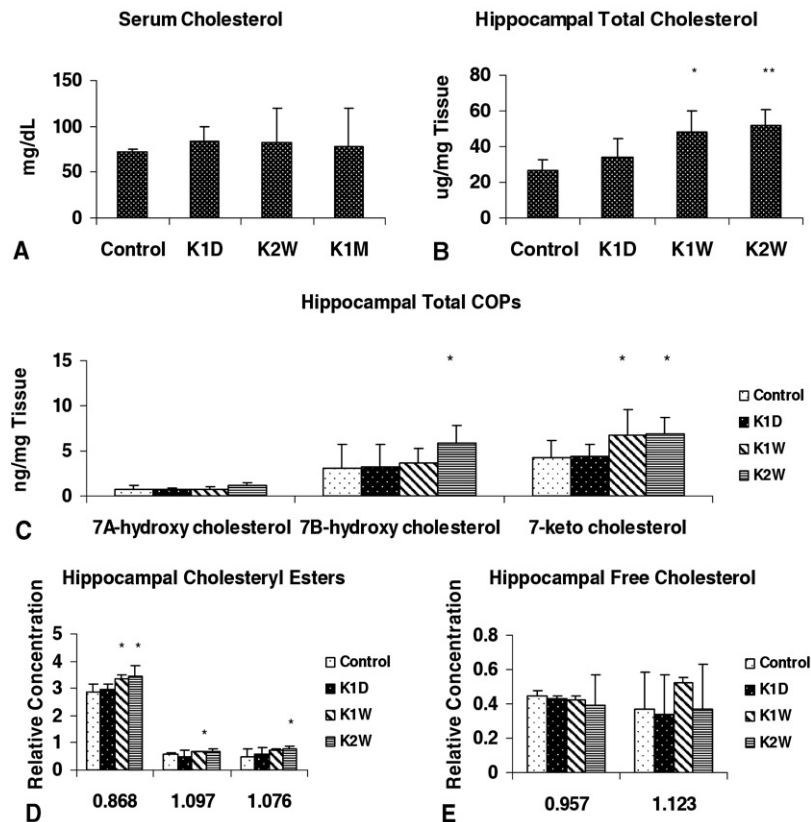 Serum Cholesterol
150
100
50
0
mg/dL
Control K1D K2W K1M
A
Hippocampal Total Cholesterol
80
60
40
20
0
ug/mg Tissue
* **
Control K1D K1W K2W
B
Hippocampal Total COPs
15
10
5
0
ng/mg Tissue
* * *
7A-hydroxy cholesterol 7B-hydroxy cholesterol 7-keto cholesterol
Control
K1D
K1W
K2W
C
Hippocampal Cholesteryl Esters
5
4
3
2
1
0
Relative Concentration
* *
* *
0.868 1.097 1.076
Control
K1D
K1W
K2W
D
Hippocampal Free Cholesterol
0.8
0.6
0.4
0.2
0
Relative Concentration
0.957 1.123
Control
K1D
K1W
K2W
E